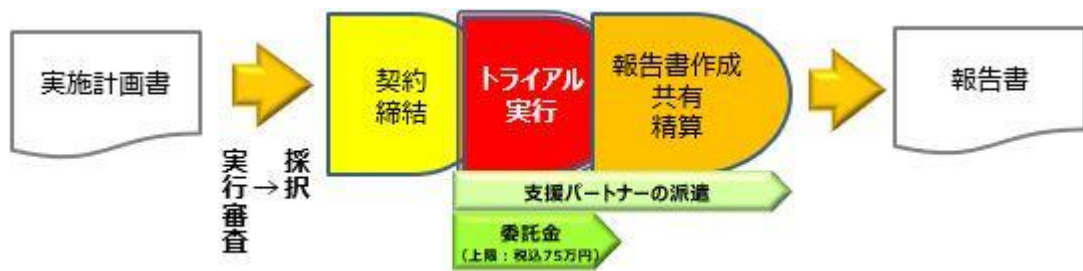 実施計画書
実行審査
→
採択
契約
締結
トライアル
実行
報告書作成
共有
精算
報告書
支援パートナーの派遣
委託金
（上限：税込75万円）